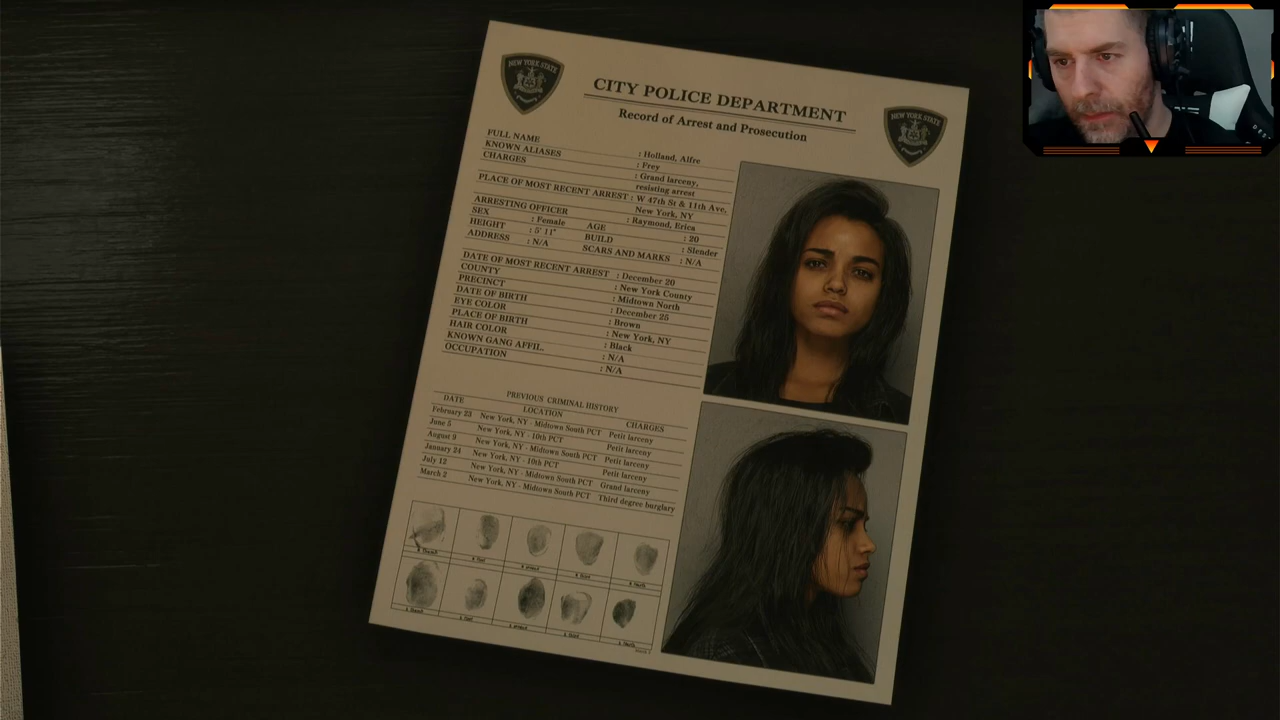 CITY POLICE DEPARTMENT
Record of Arrest and Prosecution
NEW YORK STATE
NEW YORK STATE
FULL NAME : Holland, Alfre
KNOWN ALIASES : Frey
CHARGES : Grand larceny,
resisting arrest
PLACE OF MOST RECENT ARREST : W 47th St & 11th Ave.
New York, NY
ARRESTING OFFICER : Raymond, Erica
SEX : Female AGE : 20
HEIGHT : 5' 11" BUILD : Slender
ADDRESS : N/A SCARS AND MARKS : N/A
DATE OF MOST RECENT ARREST : December 20
COUNTY : New York County
PRECINCT : Midtown North
DATE OF BIRTH : December 25
EYE COLOR : Brown
PLACE OF BIRTH : New York, NY
HAIR COLOR : Black
KNOWN GANG AFFIL. : N/A
OCCUPATION : N/A
PREVIOUS CRIMINAL HISTORY
DATE LOCATION CHARGES
February 23 New York, NY - Midtown South PCT Petit larceny
June 5 New York, NY - 10th PCT Petit larceny
August 9 New York, NY - Midtown South PCT Petit larceny
January 24 New York, NY - 10th PCT Petit larceny
July 12 New York, NY - Midtown South PCT Grand larceny
March 2 New York, NY - Midtown South PCT Third degree burglary